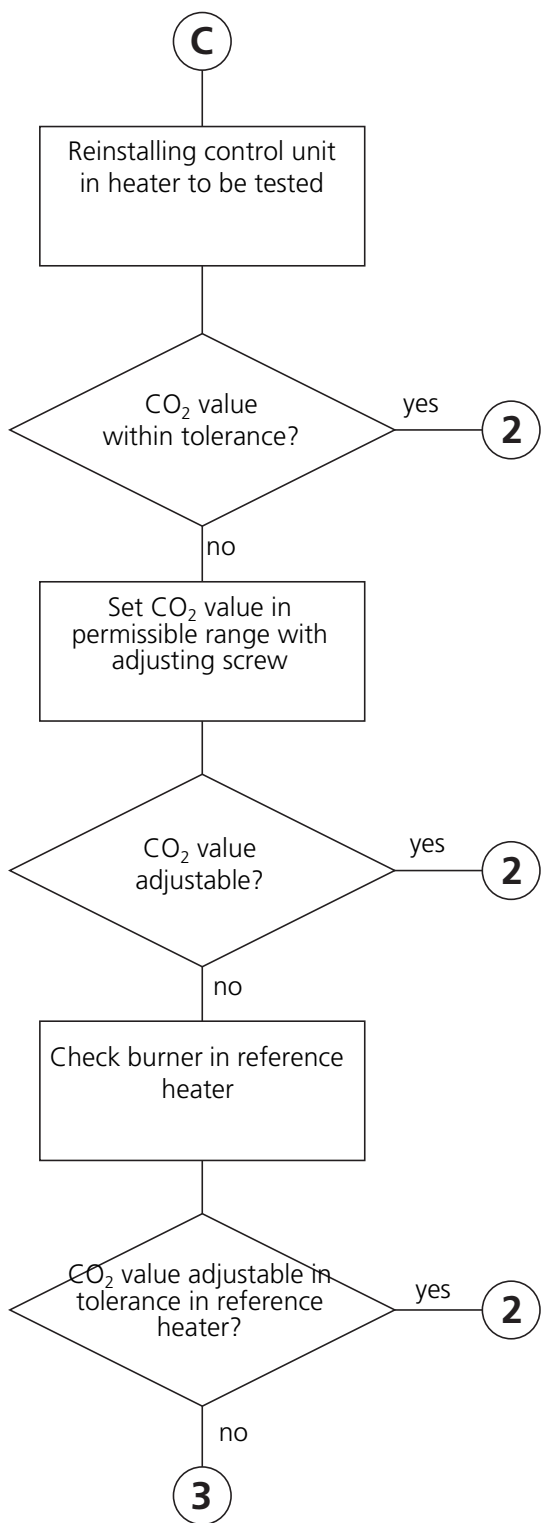 C
Reinstalling control unit
in heater to be tested
CO₂ value
within tolerance?
yes
2
no
Set CO₂ value in
permissible range with
adjusting screw
CO₂ value
adjustable?
yes
2
no
Check burner in reference
heater
CO₂ value adjustable in
tolerance in reference
heater?
yes
2
no
3